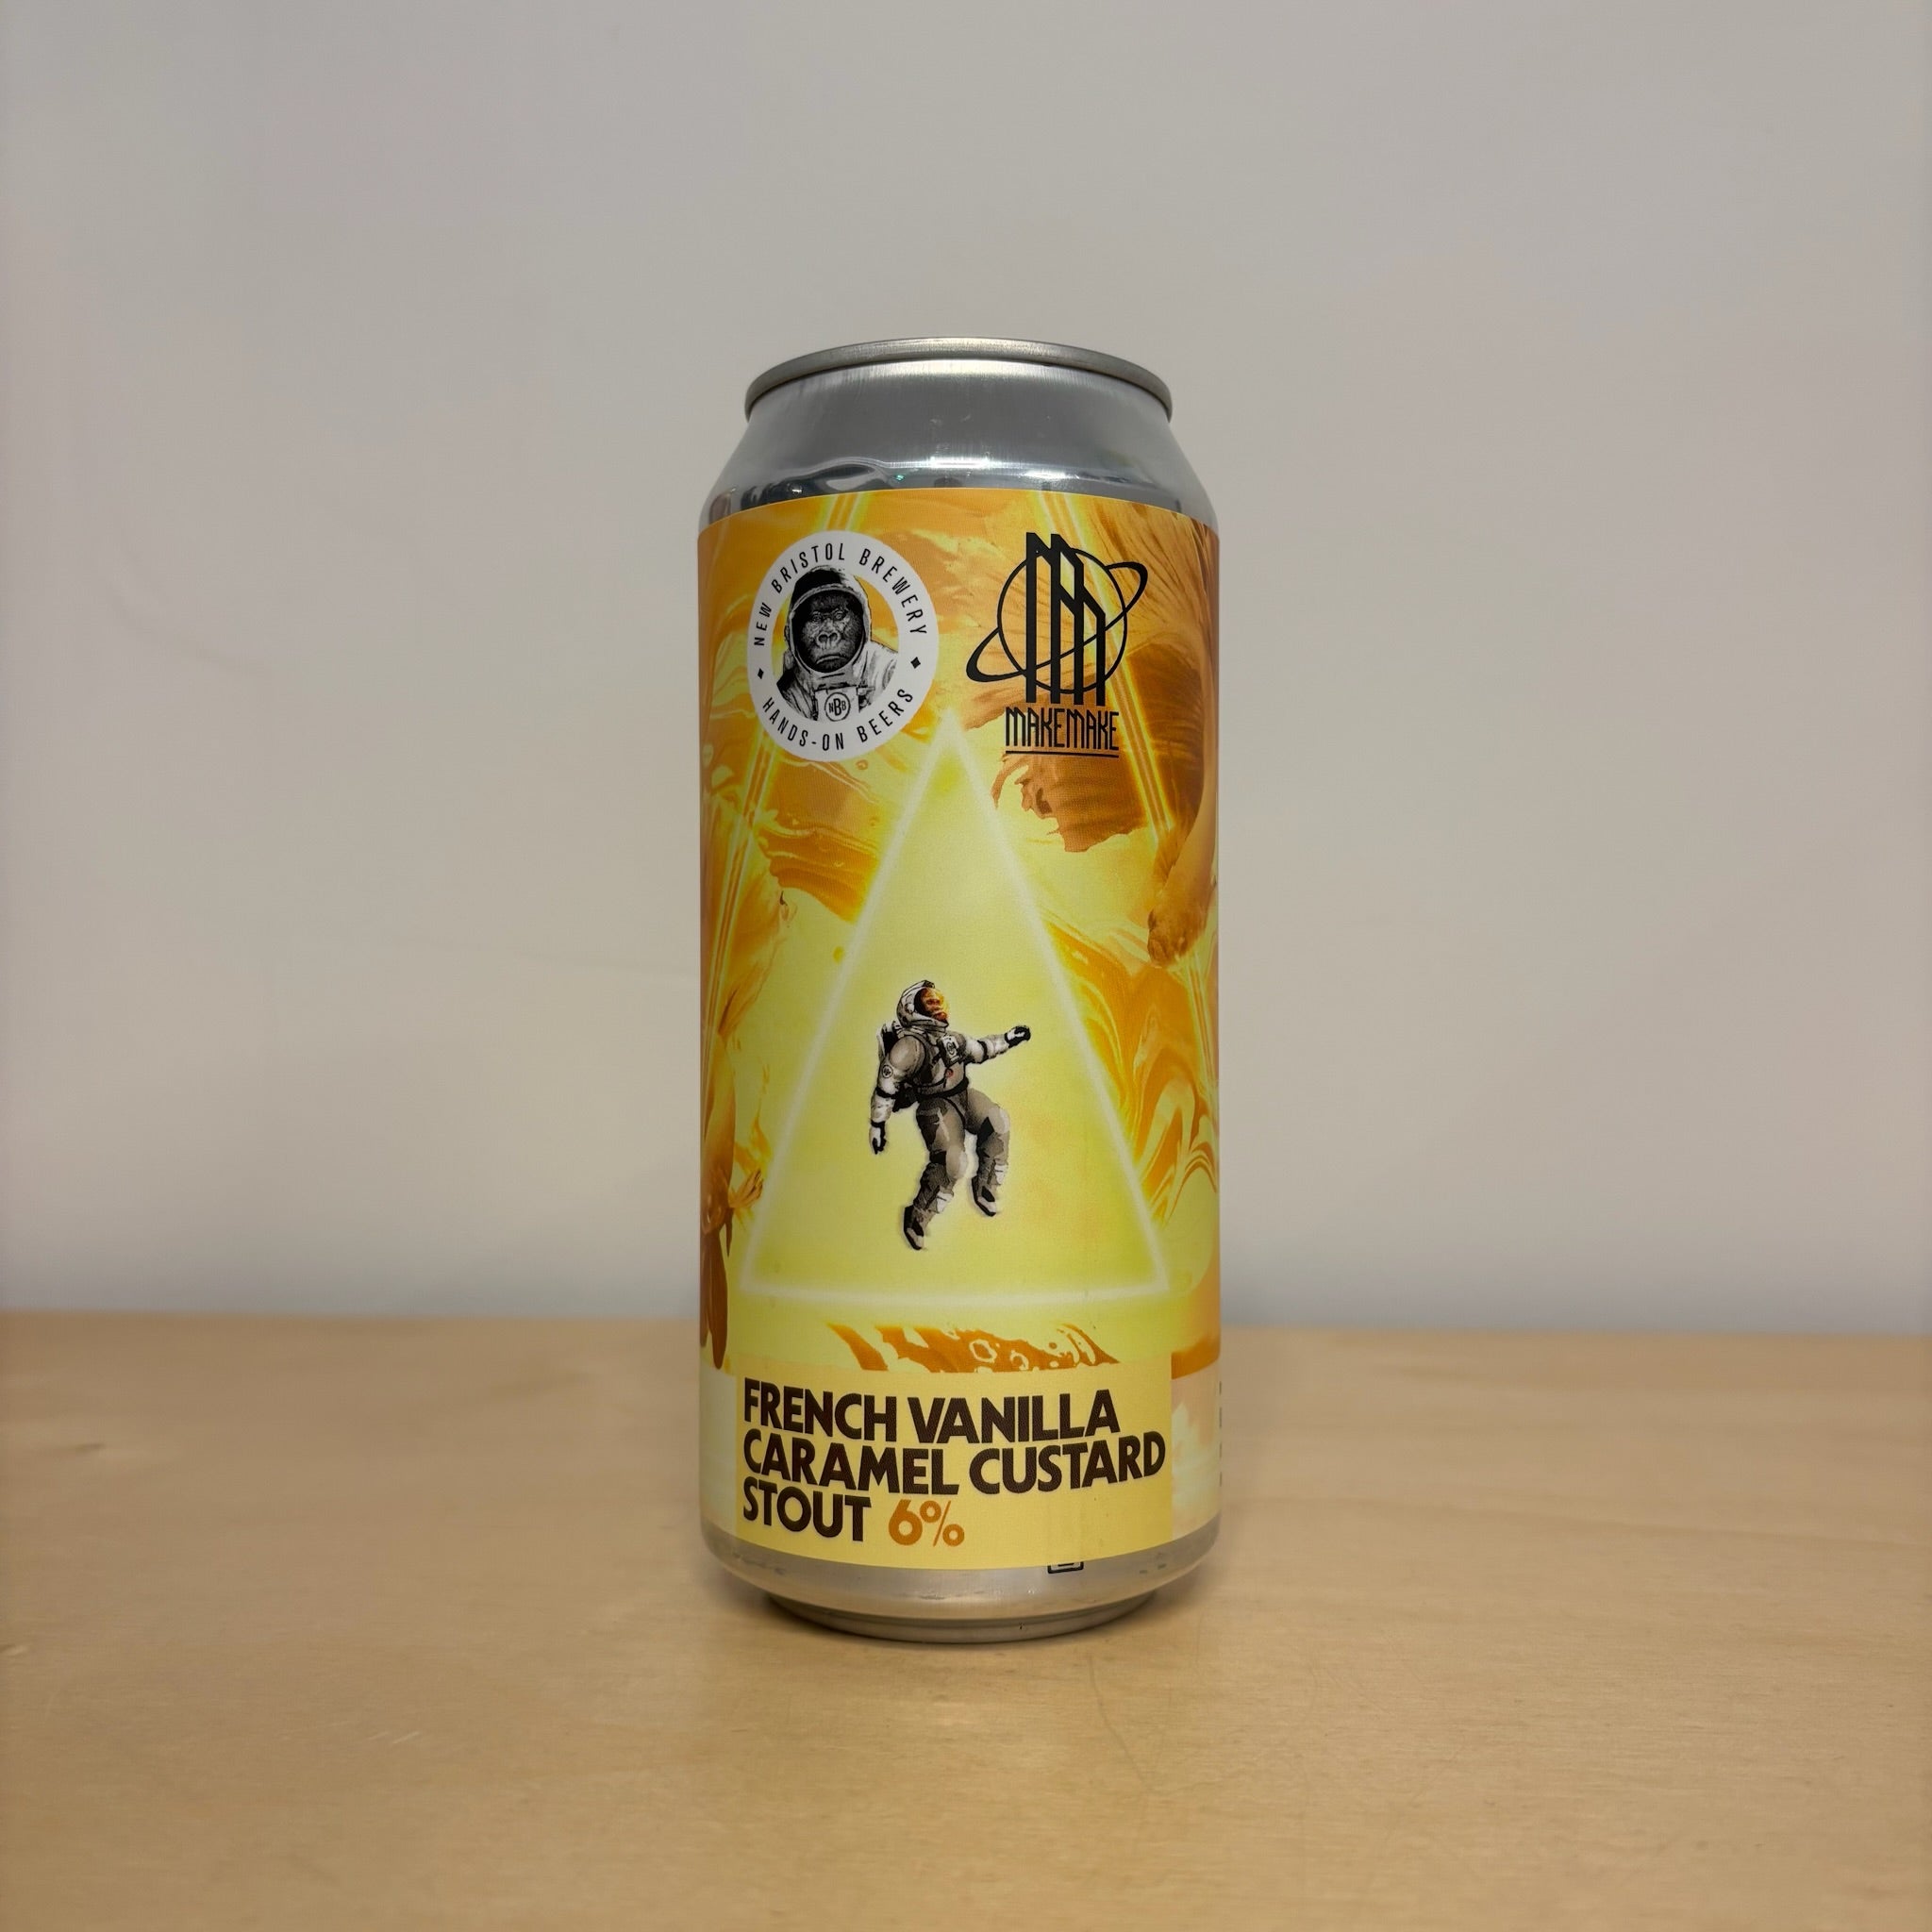 NEW BRISTOL BREWERY
HANDS-ON BEERS
NBB
MAKEMAKE
FRENCH VANILLA
CARAMEL CUSTARD
STOUT 6%